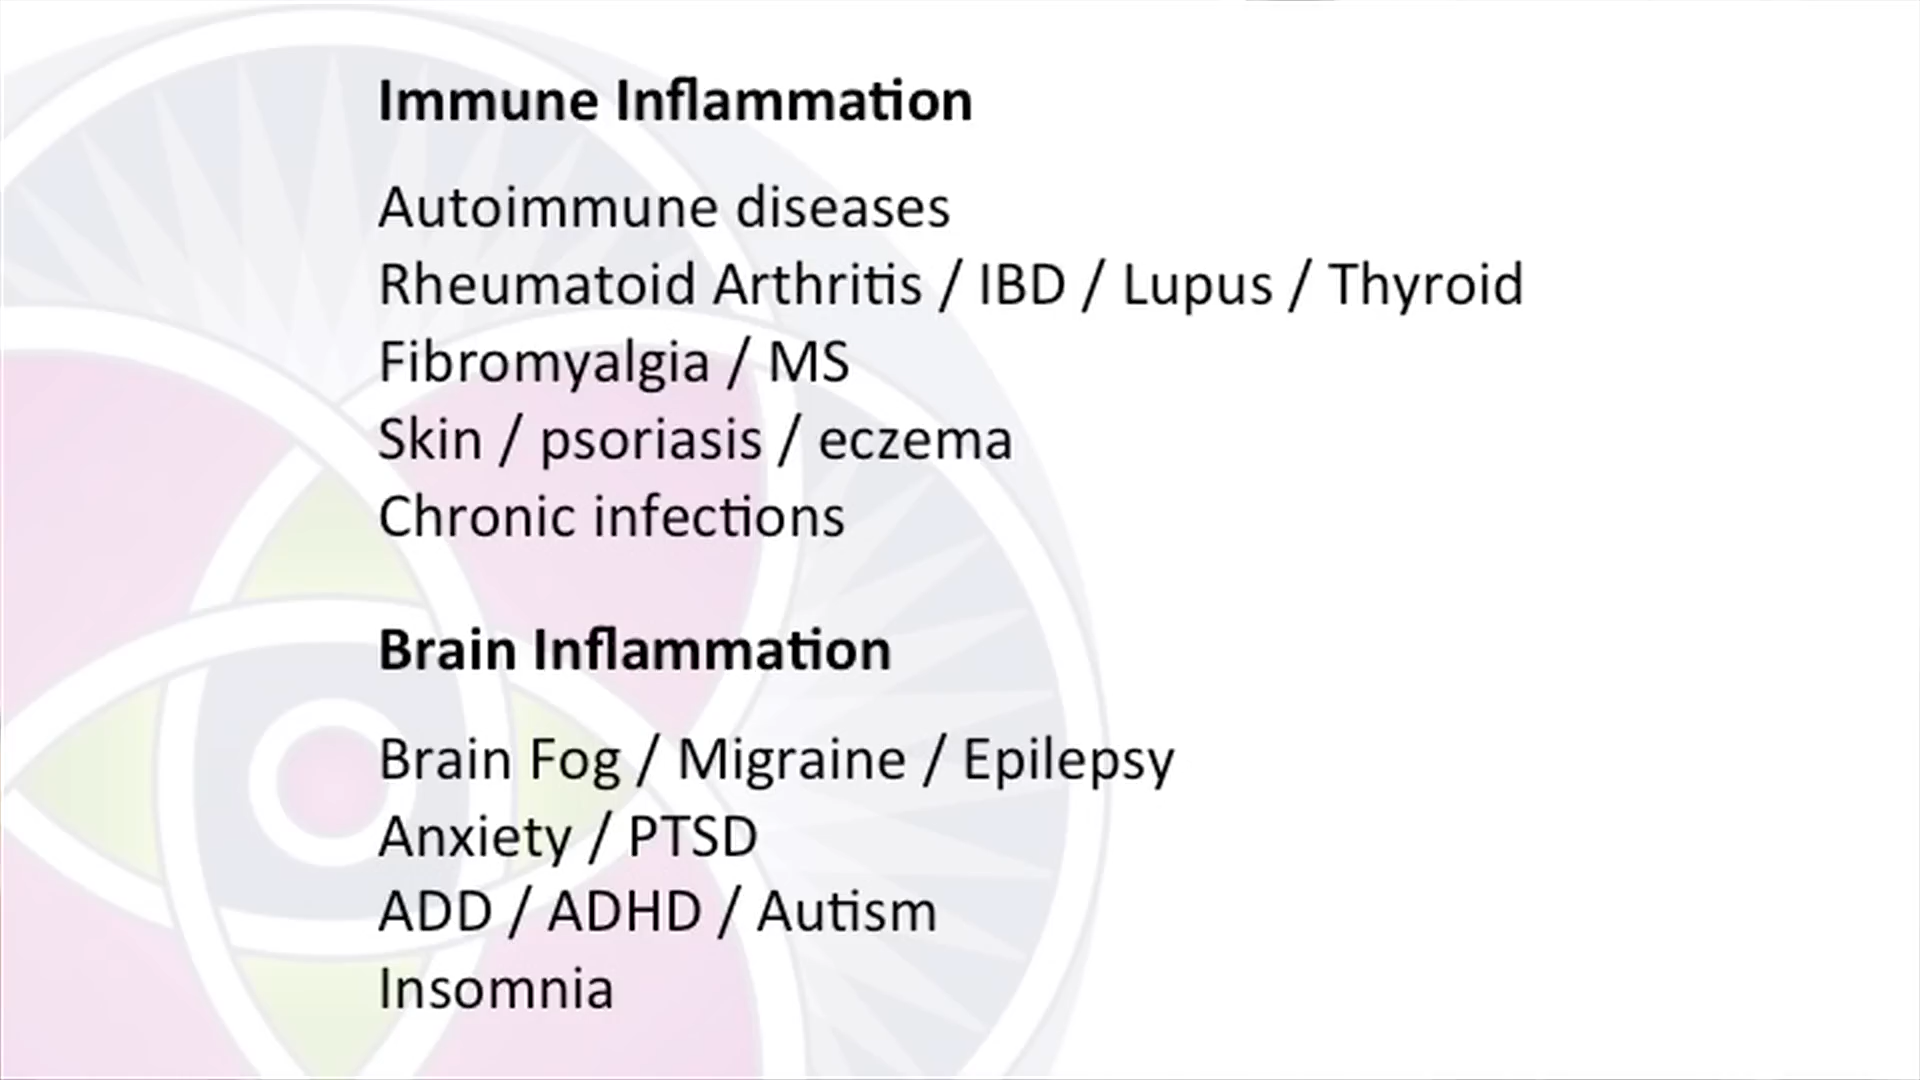 Immune Inflammation
Autoimmune diseases
Rheumatoid Arthritis / IBD / Lupus / Thyroid
Fibromyalgia / MS
Skin / psoriasis / eczema
Chronic infections
Brain Inflammation
Brain Fog / Migraine / Epilepsy
Anxiety / PTSD
ADD / ADHD / Autism
Insomnia